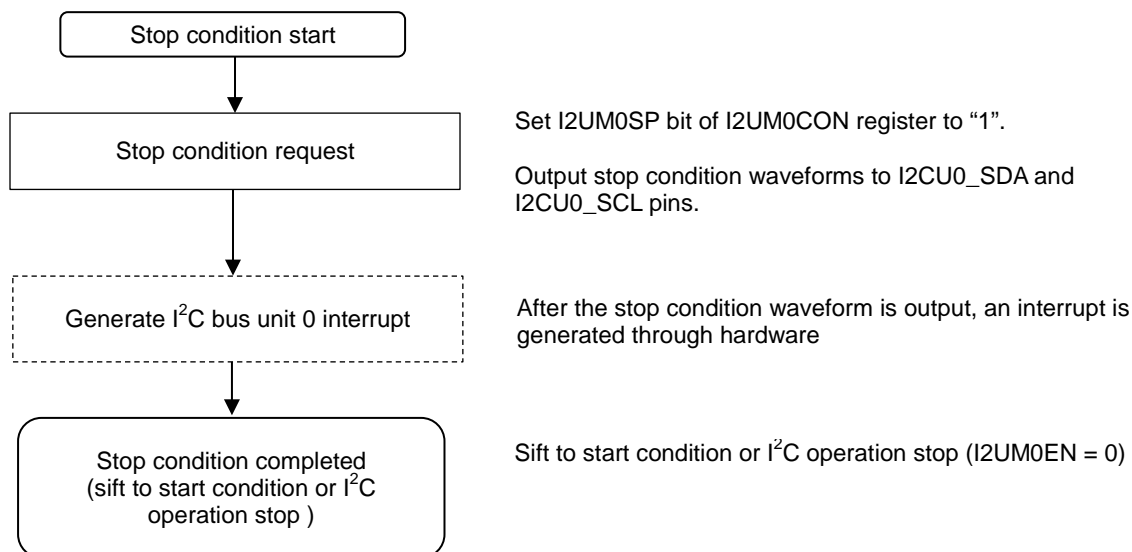 Stop condition start
Stop condition request
Set I2UM0SP bit of I2UM0CON register to “1”.
Output stop condition waveforms to I2CU0_SDA and
I2CU0_SCL pins.
Generate I²C bus unit 0 interrupt
After the stop condition waveform is output, an interrupt is
generated through hardware
Stop condition completed
(sift to start condition or I²C
operation stop )
Sift to start condition or I²C operation stop (I2UM0EN = 0)